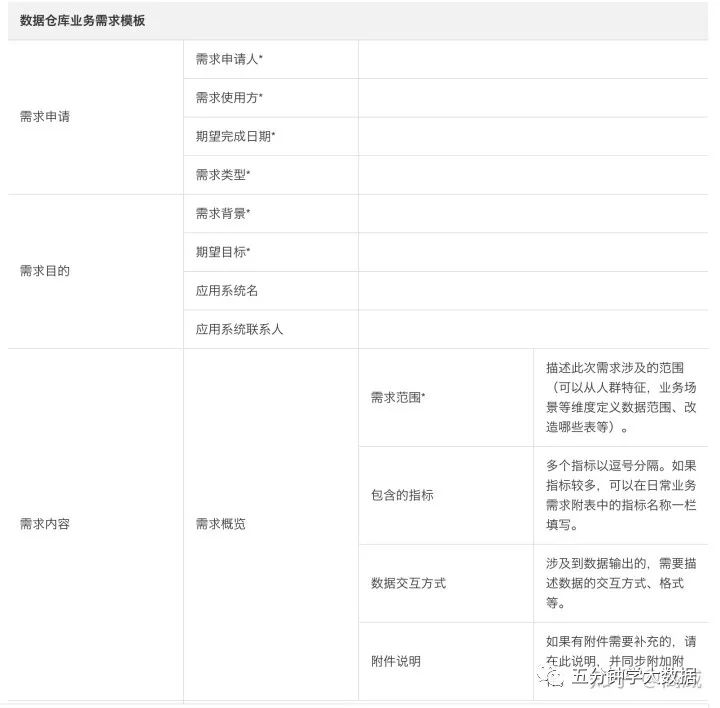 数据仓库业务需求模板
需求申请
需求申请人*
需求使用方*
期望完成日期*
需求类型*
需求目的
需求背景*
期望目标*
应用系统名
应用系统联系人
需求内容
需求概览
需求范围*
描述此次需求涉及的范围
（可以从人群特征，业务场
景等维度定义数据范围、改
造哪些表等）。
包含的指标
多个指标以逗号分隔。如果
指标较多，可以在日常业务
需求附表中的指标名称一栏
填写。
数据交互方式
涉及到数据输出的，需要描
述数据的交互方式、格式
等。
附件说明
如果有附件需要补充的，请
在此说明，并同步附加附
五分钟学大数据